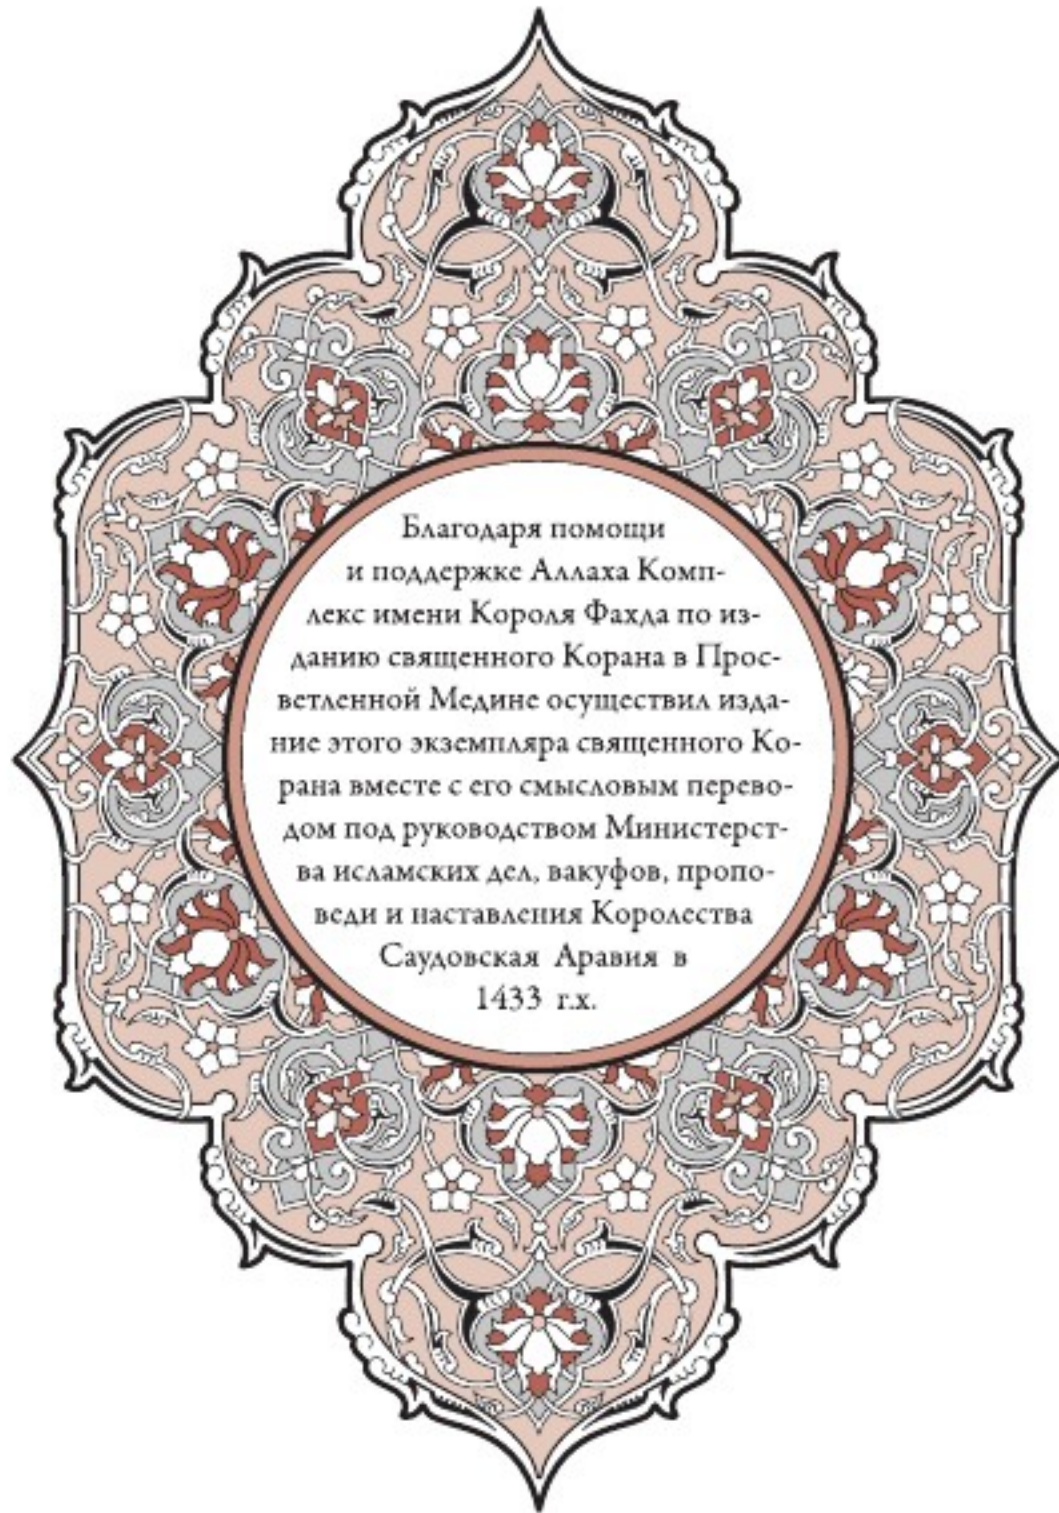 Благодаря помощи
и поддержке Аллаха Комп-
лекс имени Короля Фахда по из-
данию священного Корана в Прос-
ветленной Медине осуществил изда-
ние этого экземпляра священного Ко-
рана вместе с его смысловым перево-
дом под руководством Министерст-
ва исламских дел, вакуфов, пропо-
веди и наставления Королества
Саудовская Аравия в
1433 г.х.